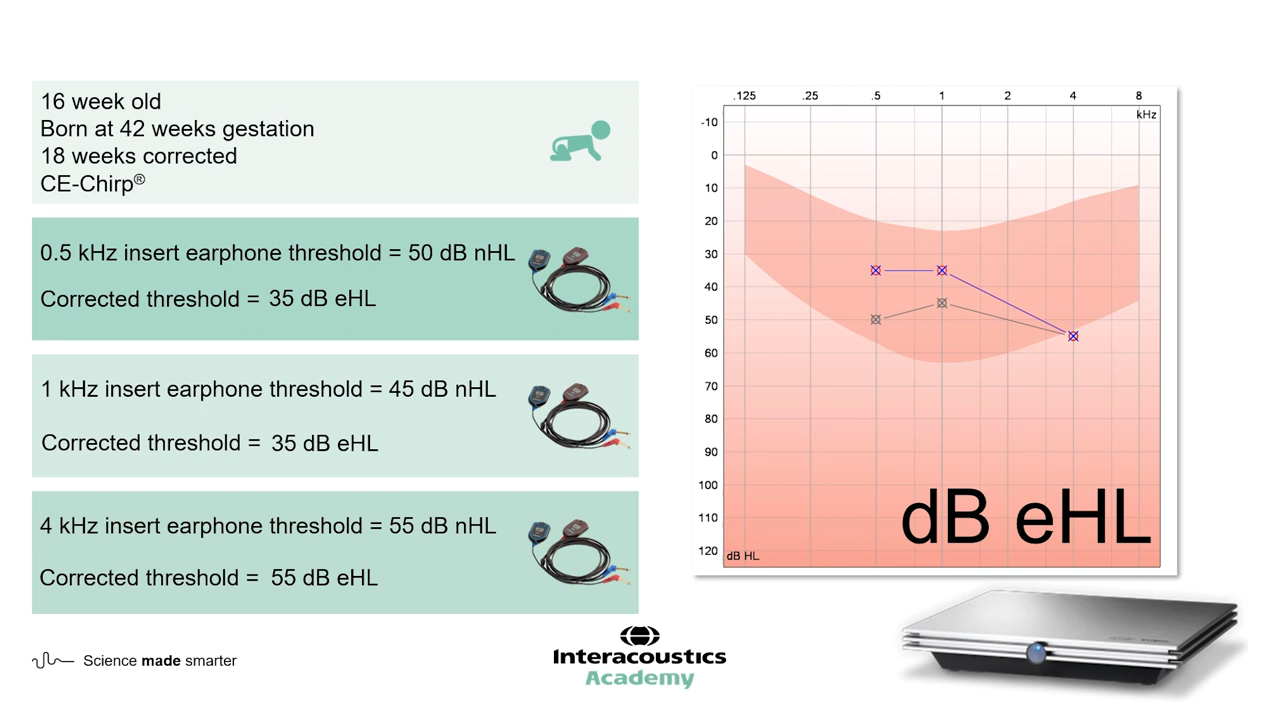 16 week old
Born at 42 weeks gestation
18 weeks corrected
CE-Chirp®
0.5 kHz insert earphone threshold = 50 dB nHL
Corrected threshold = 35 dB eHL
1 kHz insert earphone threshold = 45 dB nHL
Corrected threshold = 35 dB eHL
4 kHz insert earphone threshold = 55 dB nHL
Corrected threshold = 55 dB eHL
.125 .25 .5 1 2 4 8
kHz
-10
0
10
20
30
40
50
60
70
80
90
100
110
120
dB HL
dB eHL
Science made smarter
Interacoustics
Academy